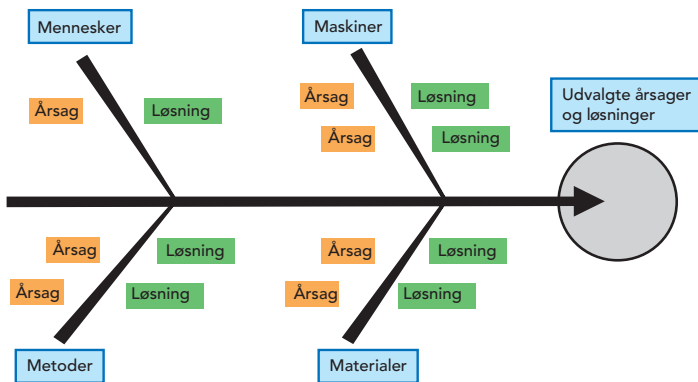 Mennesker
Maskiner
Årsag
Løsning
Årsag
Løsning
Årsag
Løsning
Udvalgte årsager
og løsninger
Årsag
Løsning
Årsag
Løsning
Årsag
Løsning
Årsag
Løsning
Metoder
Materialer